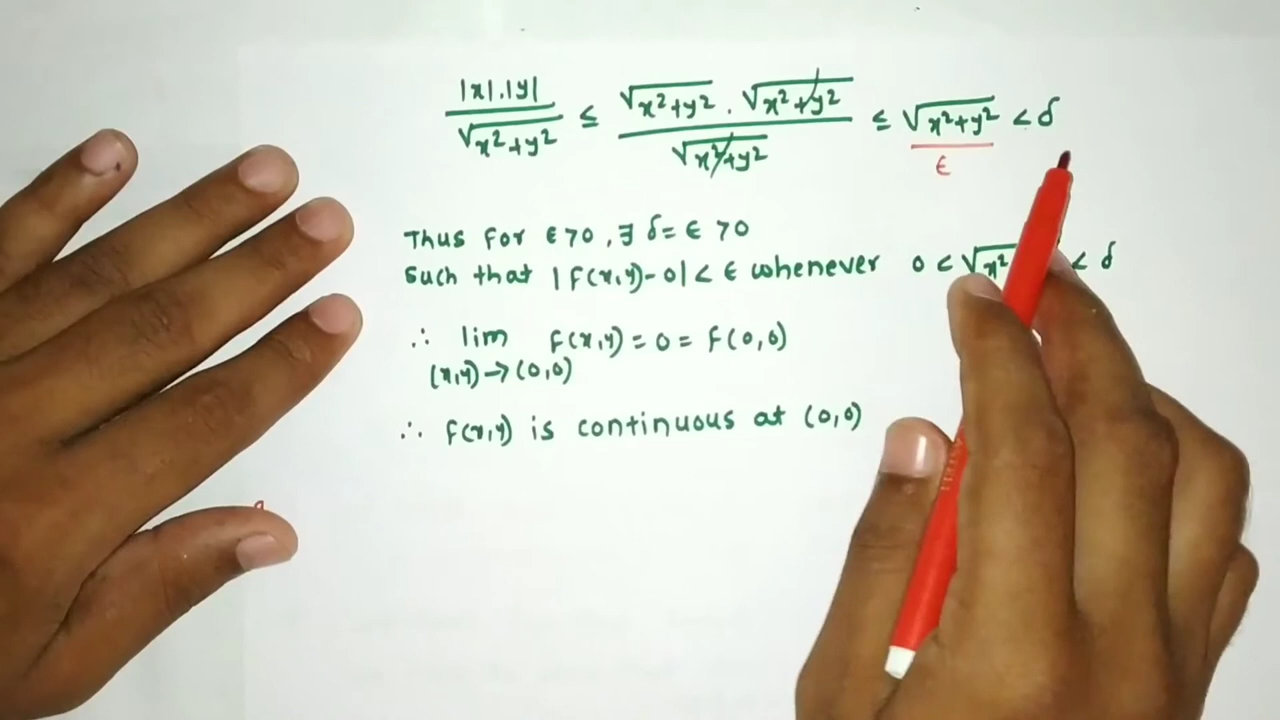 |x|.|y| / √x²+y² ≤ √x²+y² . √x²+y² / √x²+y² ≤ √x²+y² < δ
ϵ
Thus for ϵ>0, ∃ δ= ϵ >0
Such that |f(x,y)-0| < ϵ whenever 0 < √x² < δ
∴ lim f(x,y) = 0 = f(0,0)
(x,y)→(0,0)
∴ f(x,y) is continuous at (0,0)